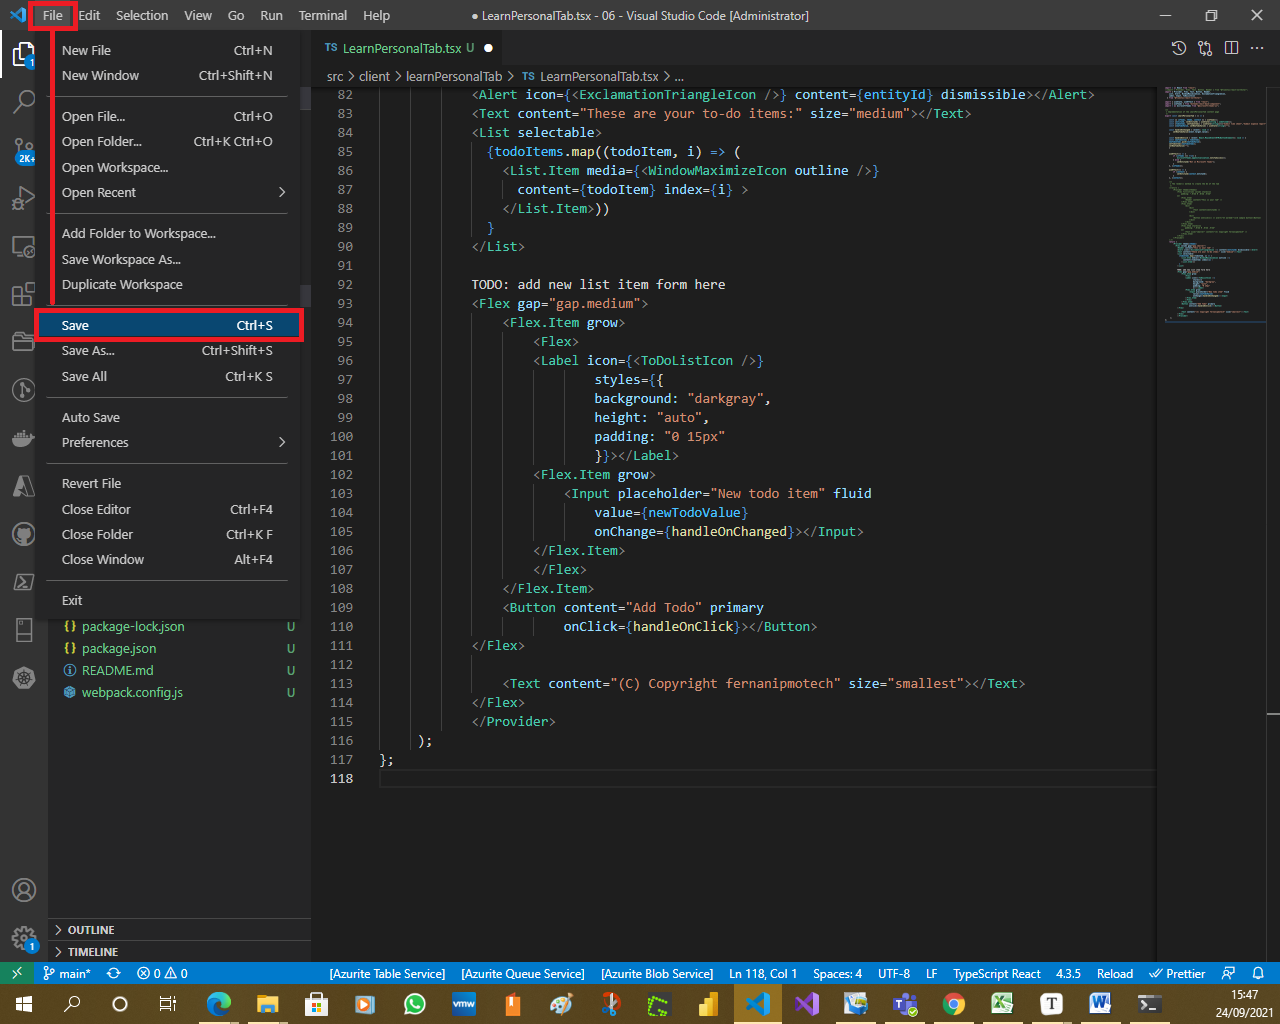 File Edit Selection View Go Run Terminal Help
● LearnPersonalTab.tsx - 06 - Visual Studio Code [Administrator]
New File Ctrl+N
New Window Ctrl+Shift+N
Open File... Ctrl+O
Open Folder... Ctrl+K Ctrl+O
Open Workspace...
Open Recent
Add Folder to Workspace...
Save Workspace As...
Duplicate Workspace
Save Ctrl+S
Save As... Ctrl+Shift+S
Save All Ctrl+K S
Auto Save
Preferences
Revert File
Close Editor Ctrl+F4
Close Folder Ctrl+K F
Close Window Alt+F4
Exit
1
2K+
{} package-lock.json U
{} package.json U
README.md U
webpack.config.js U
OUTLINE
TIMELINE
1
TS LearnPersonalTab.tsx U ●
src > client > learnPersonalTab > TS LearnPersonalTab.tsx > ...
82 <Alert icon={<ExclamationTriangleIcon />} content={entityId} dismissible></Alert>
83 <Text content="These are your to-do items:" size="medium"></Text>
84 <List selectable>
85 {todoItems.map((todoItem, i) => (
86 <List.Item media={<WindowMaximizeIcon outline />}
87 content={todoItem} index={i} >
88 </List.Item>))
89 }
90 </List>
91
92 TODO: add new list item form here
93 <Flex gap="gap.medium">
94 <Flex.Item grow>
95 <Flex>
96 <Label icon={<ToDoListIcon />}
97 styles={{
98 background: "darkgray",
99 height: "auto",
100 padding: "0 15px"
101 }}></Label>
102 <Flex.Item grow>
103 <Input placeholder="New todo item" fluid
104 value={newTodoValue}
105 onChange={handleOnChanged}></Input>
106 </Flex.Item>
107 </Flex>
108 </Flex.Item>
109 <Button content="Add Todo" primary
110 onClick={handleOnClick}></Button>
111 </Flex>
112
113 <Text content="(C) Copyright fernanipmotech" size="smallest"></Text>
114 </Flex>
115 </Provider>
116 );
117 };
118
main* 0 0 [Azurite Table Service] [Azurite Queue Service] [Azurite Blob Service] Ln 118, Col 1 Spaces: 4 UTF-8 LF TypeScript React 4.3.5 Reload Prettier
vmw
T
15:47
24/09/2021